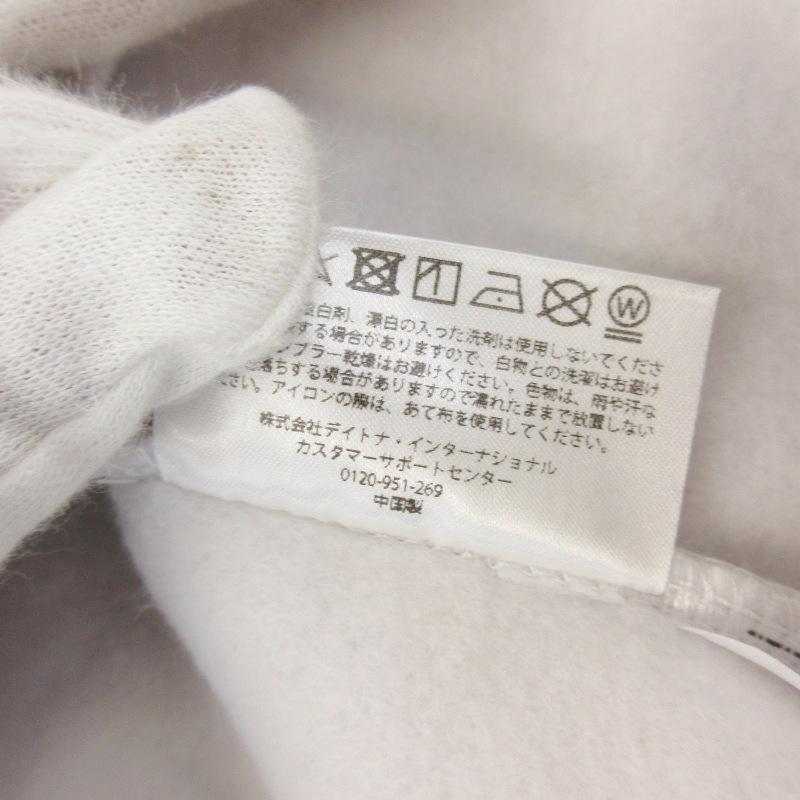 W
白剤、漂白の入った洗剤は使用しないでくださ
する場合がありますので、白物との洗濯はお避け
ンブラー乾燥はお避けください。色物は、雨や汗な
落ちする場合がありますので濡れたままで放置しない
さい。アイロンの際は、あて布を使用してください。
株式会社デイトナ・インターナショナル
カスタマーサポートセンター
0120-951-269
中国製